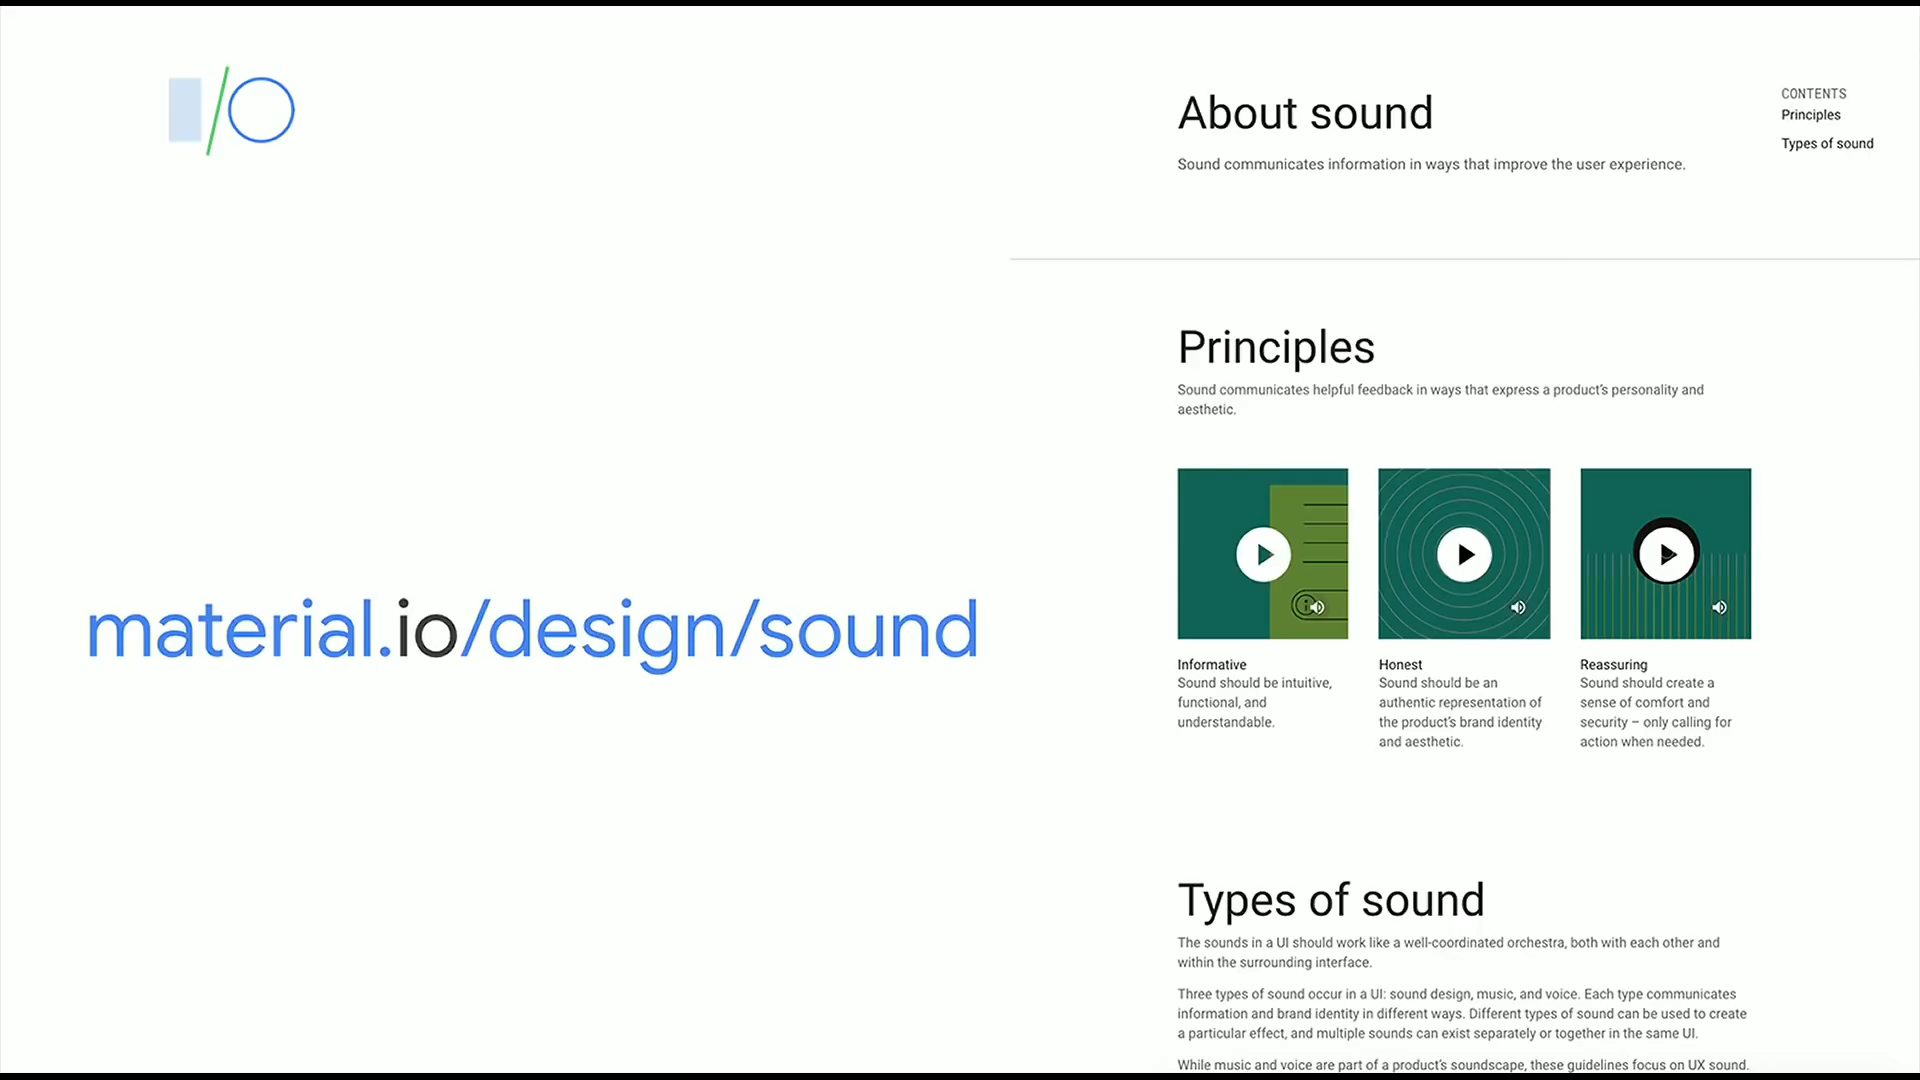 I/O
material.io/design/sound
About sound
Sound communicates information in ways that improve the user experience.
CONTENTS
Principles
Types of sound
Principles
Sound communicates helpful feedback in ways that express a product's personality and
aesthetic.
Informative
Sound should be intuitive,
functional, and
understandable.
Honest
Sound should be an
authentic representation of
the product's brand identity
and aesthetic.
Reassuring
Sound should create a
sense of comfort and
security – only calling for
action when needed.
Types of sound
The sounds in a UI should work like a well-coordinated orchestra, both with each other and
within the surrounding interface.
Three types of sound occur in a UI: sound design, music, and voice. Each type communicates
information and brand identity in different ways. Different types of sound can be used to create
a particular effect, and multiple sounds can exist separately or together in the same UI.
While music and voice are part of a product's soundscape, these guidelines focus on UX sound.